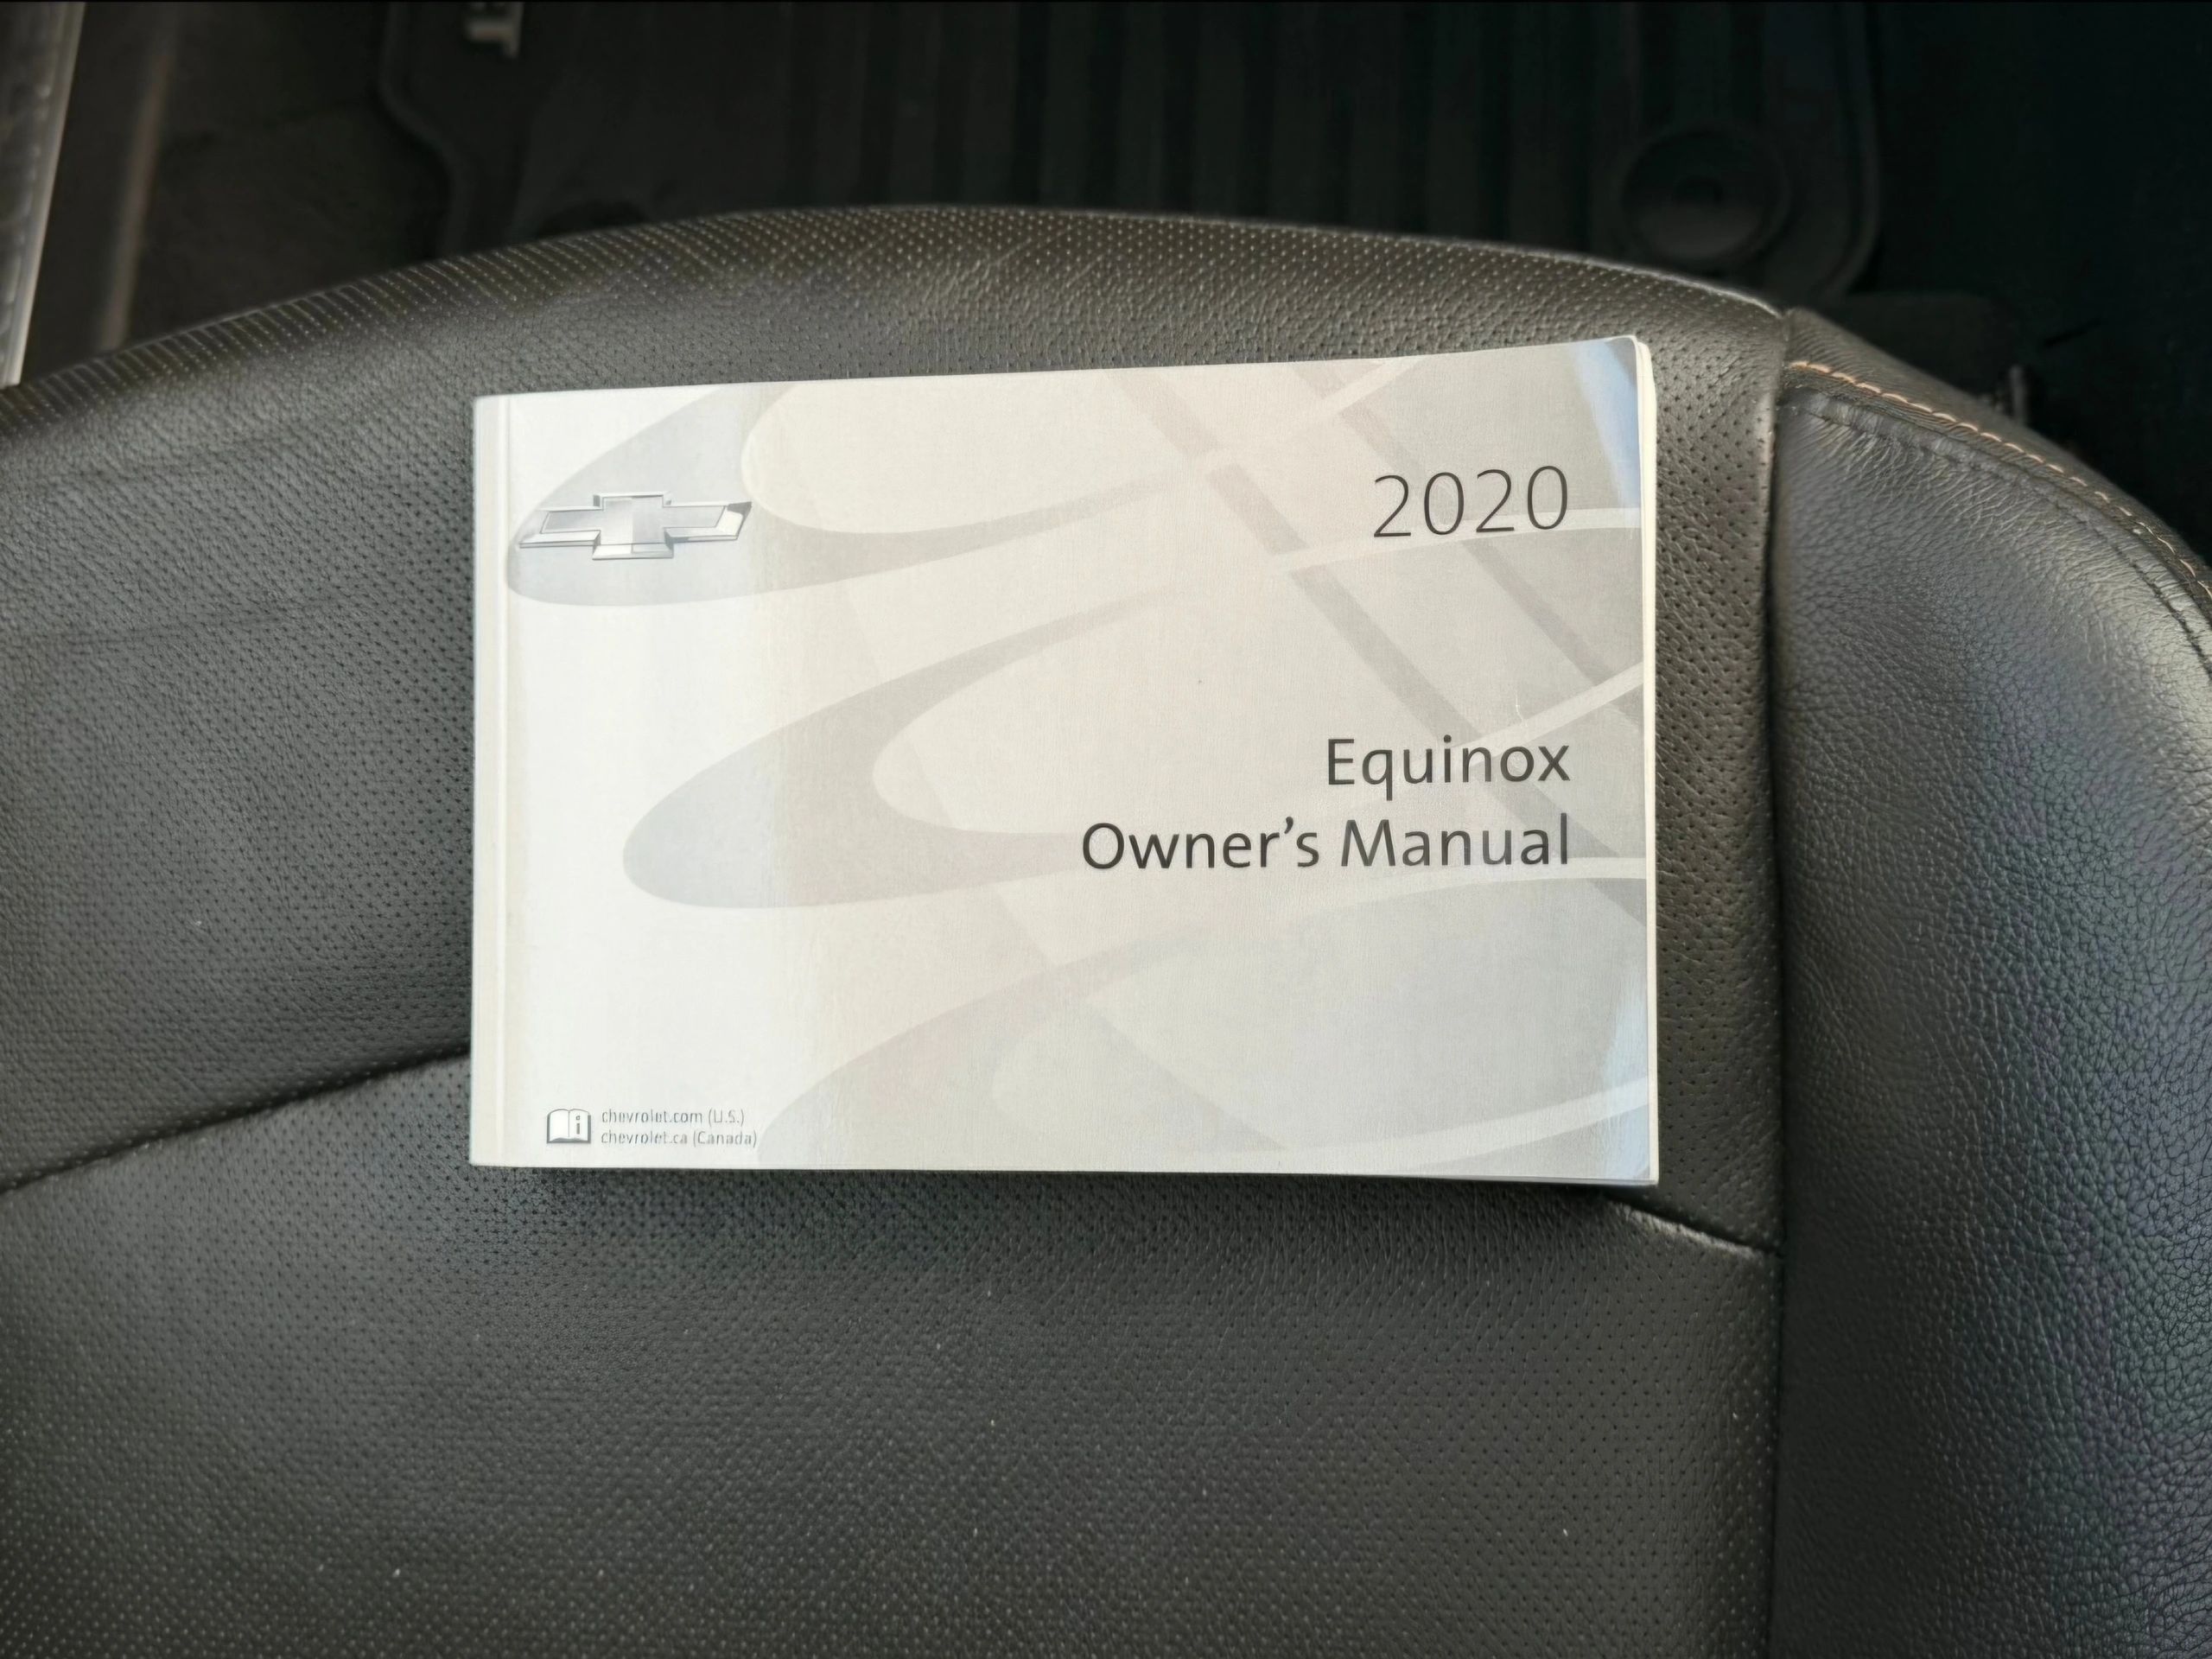 2020
Equinox
Owner's Manual
chevrolet.com (U.S.)
chevrolet.ca (Canada)